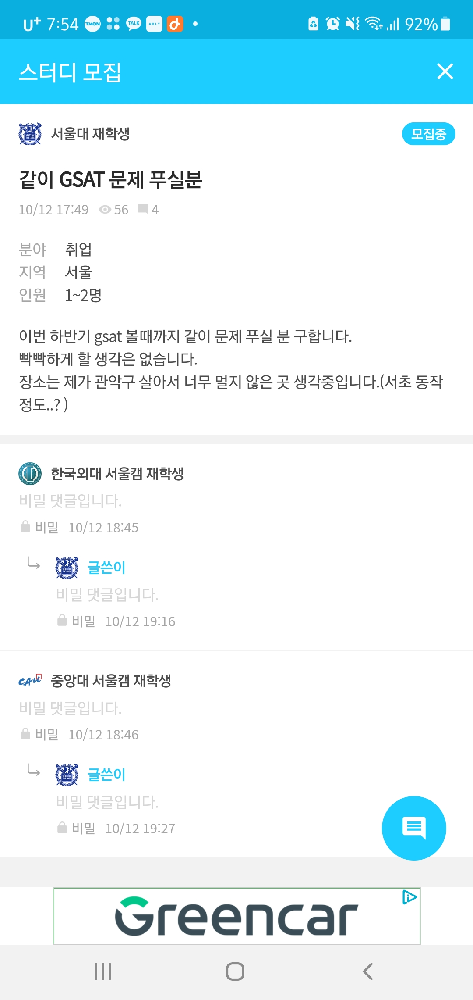 U+ 7:54 TMON TALK ABLY 92%
스터디 모집
서울대 재학생
모집중
같이 GSAT 문제 푸실분
10/12 17:49 56 4
분야 취업
지역 서울
인원 1~2명
이번 하반기 gsat 볼때까지 같이 문제 푸실 분 구합니다.
빡빡하게 할 생각은 없습니다.
장소는 제가 관악구 살아서 너무 멀지 않은 곳 생각중입니다.(서초 동작
정도..? )
한국외대 서울캠 재학생
비밀 댓글입니다.
비밀 10/12 18:45
글쓴이
비밀 댓글입니다.
비밀 10/12 19:16
CAU 중앙대 서울캠 재학생
비밀 댓글입니다.
비밀 10/12 18:46
글쓴이
비밀 댓글입니다.
비밀 10/12 19:27
Greencar